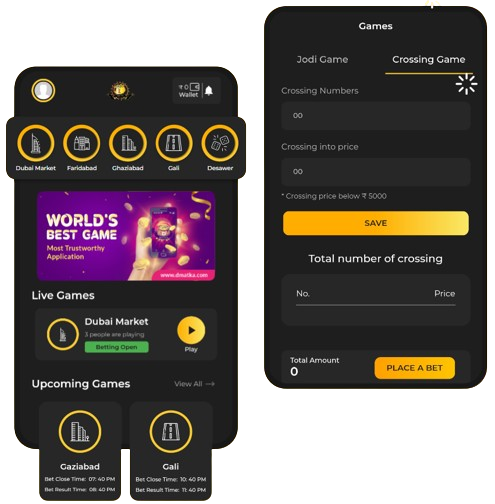 ₹ 0
Wallet
Dubai Market
Faridabad
Ghaziabad
Gali
Desawer
WORLD'S
BEST GAME
Most Trustworthy
Application
www.dmatka.com
Live Games
Dubai Market
3 people are playing
Betting Open
Play
Upcoming Games
View All
Gaziabad
Bet Close Time: 07: 40 PM
Bet Result Time: 08: 40 PM
Gali
Bet Close Time: 10: 40 PM
Bet Result Time: 11: 40 PM
Games
Jodi Game
Crossing Game
Crossing Numbers
00
Crossing into price
00
* Crossing price below ₹ 5000
SAVE
Total number of crossing
No.
Price
Total Amount
0
PLACE A BET